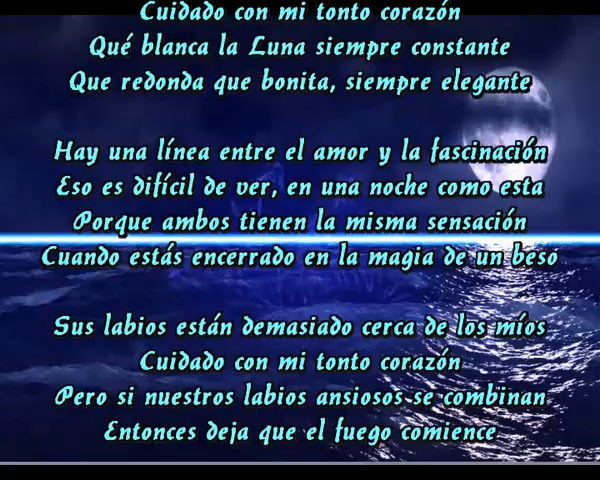 Cuidado con mi tonto corazón
Qué blanca la Luna siempre constante
Que redonda que bonita, siempre elegante
Hay una línea entre el amor y la fascinación
Eso es difícil de ver, en una noche como esta
Porque ambos tienen la misma sensación
Cuando estás encerrado en la magia de un beso
Sus labios están demasiado cerca de los míos
Cuidado con mi tonto corazón
Pero si nuestros labios ansiosos se combinan
Entonces deja que el fuego comience